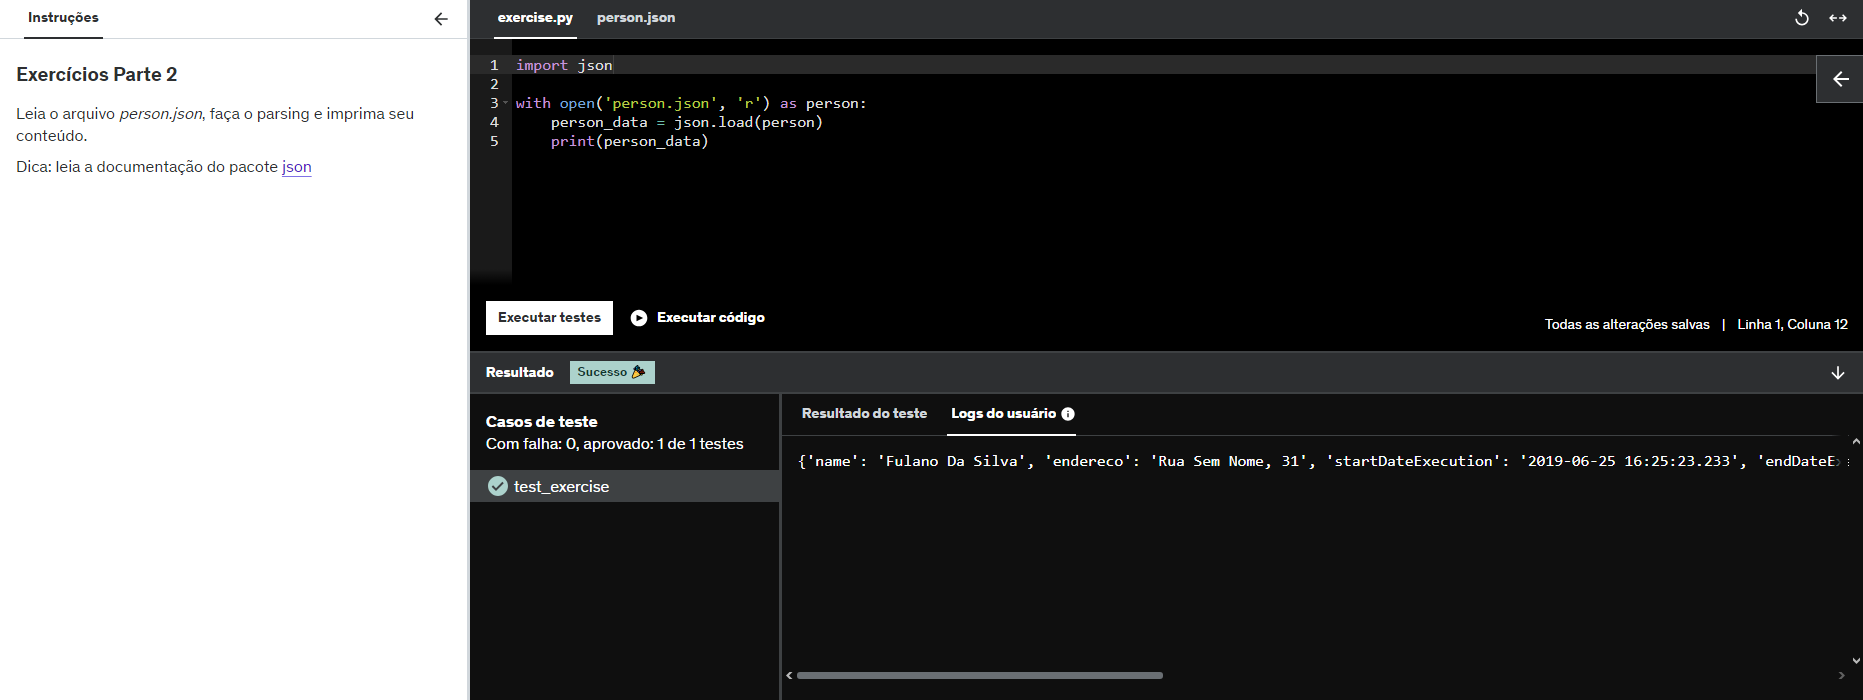 Instruções
Exercícios Parte 2
Leia o arquivo person.json, faça o parsing e imprima seu
conteúdo.
Dica: leia a documentação do pacote json
exercise.py person.json
1 import json
2
3 with open('person.json', 'r') as person:
4 person_data = json.load(person)
5 print(person_data)
Executar testes Executar código
Todas as alterações salvas | Linha 1, Coluna 12
Resultado Sucesso
Casos de teste
Com falha: 0, aprovado: 1 de 1 testes
test_exercise
Resultado do teste Logs do usuário
{'name': 'Fulano Da Silva', 'endereco': 'Rua Sem Nome, 31', 'startDateExecution': '2019-06-25 16:25:23.233', 'endDateE